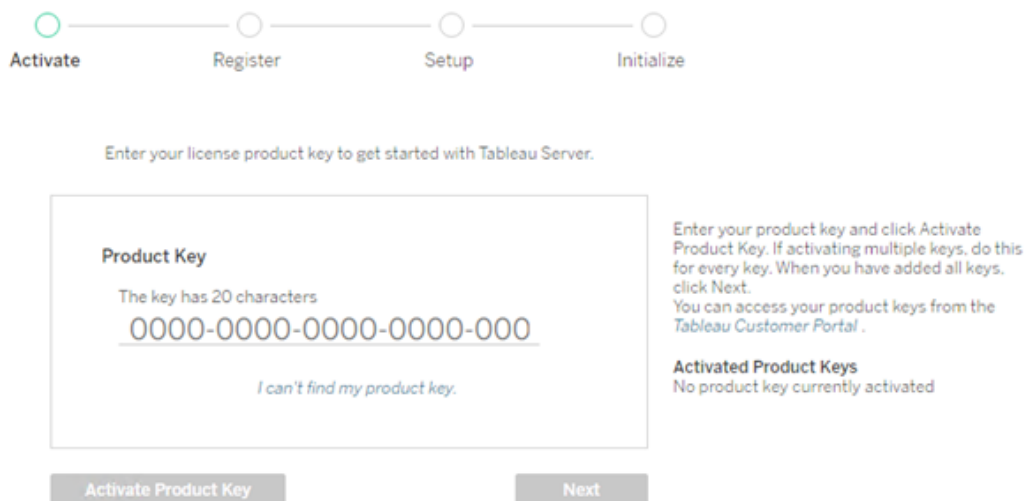 Activate Register Setup Initialize
Enter your license product key to get started with Tableau Server.
Product Key
The key has 20 characters
0000-0000-0000-0000-000
I can't find my product key.
Enter your product key and click Activate
Product Key. If activating multiple keys, do this
for every key. When you have added all keys,
click Next.
You can access your product keys from the
Tableau Customer Portal .
Activated Product Keys
No product key currently activated
Activate Product Key
Next